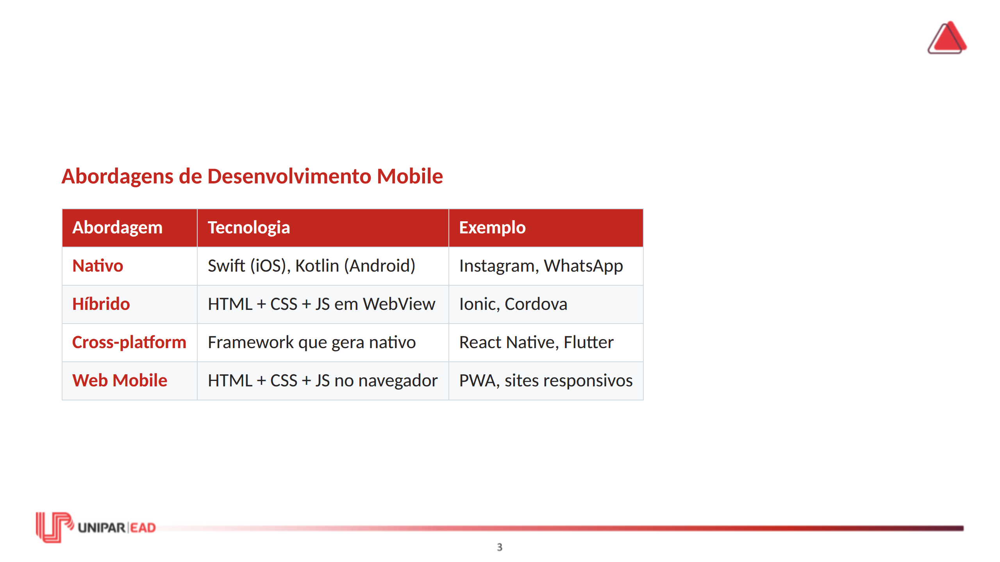 Abordagens de Desenvolvimento Mobile
Abordagem Tecnologia Exemplo
Nativo Swift (iOS), Kotlin (Android) Instagram, WhatsApp
Híbrido HTML + CSS + JS em WebView Ionic, Cordova
Cross-platform Framework que gera nativo React Native, Flutter
Web Mobile HTML + CSS + JS no navegador PWA, sites responsivos
UNIPAR|EAD
3